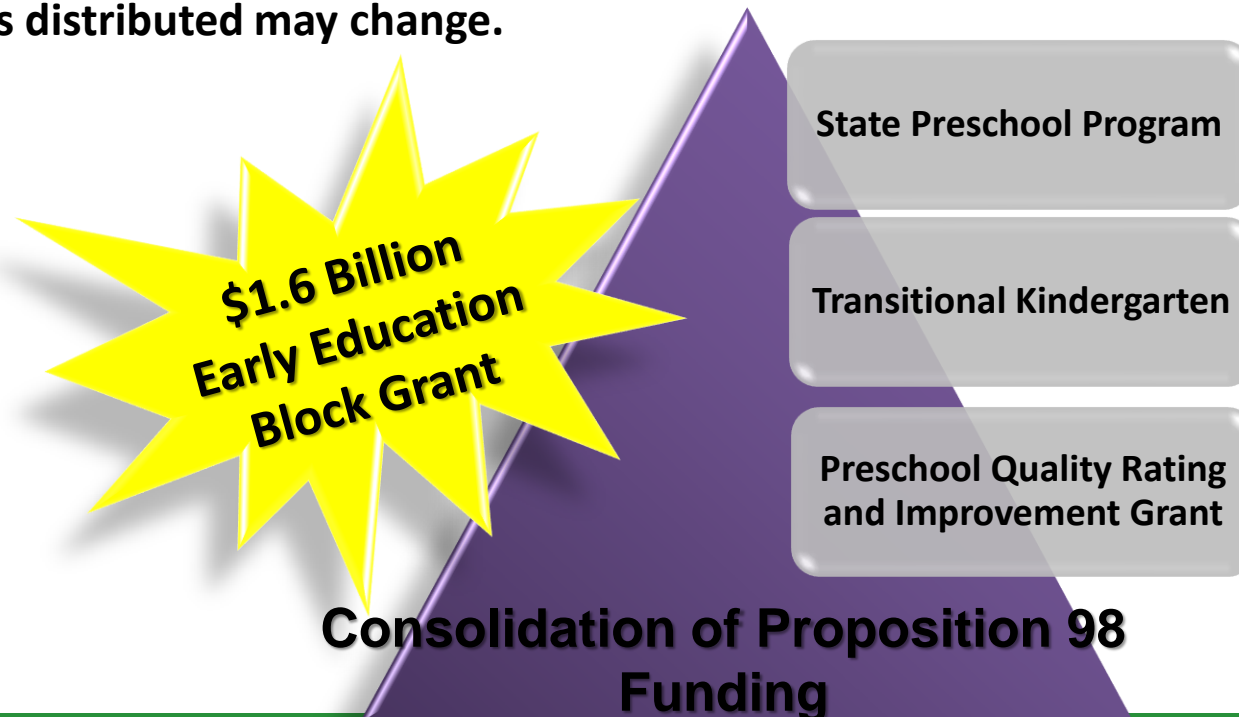 s distributed may change.
State Preschool Program
$1.6 Billion
Early Education
Block Grant
Transitional Kindergarten
Preschool Quality Rating
and Improvement Grant
Consolidation of Proposition 98
Funding